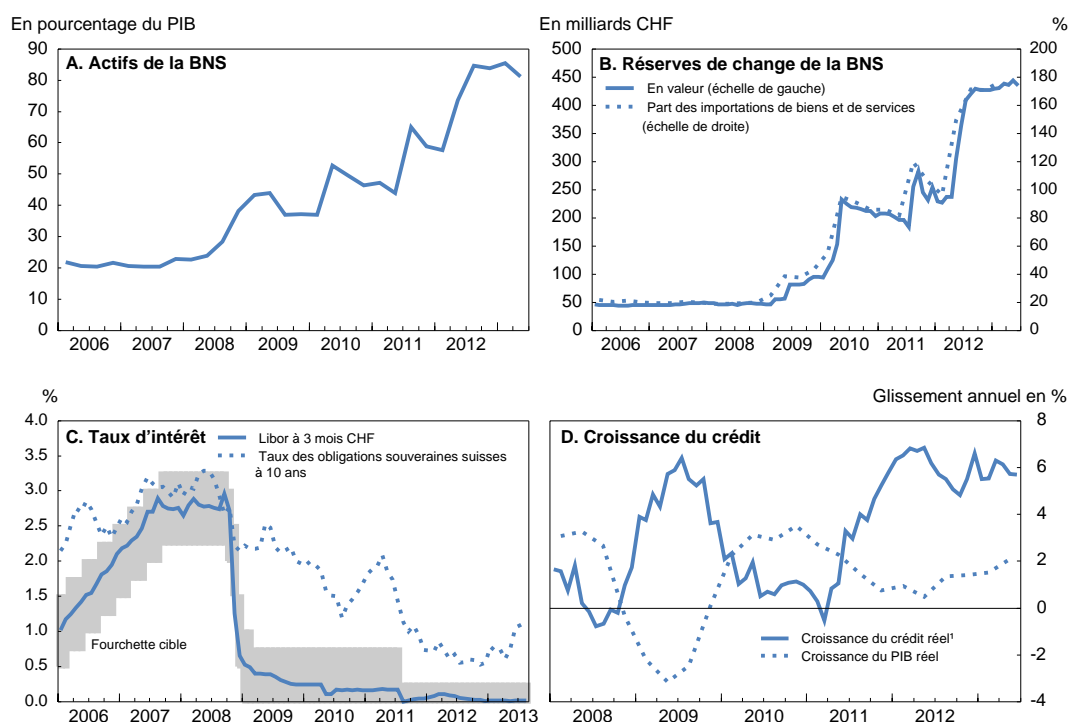 En pourcentage du PIB
A. Actifs de la BNS
90
80
70
60
50
40
30
20
10
0
2006 2007 2008 2009 2010 2011 2012
En milliards CHF
%
B. Réserves de change de la BNS
En valeur (échelle de gauche)
Part des importations de biens et de services
(échelle de droite)
500
450
400
350
300
250
200
150
100
50
0
200
180
160
140
120
100
80
60
40
20
0
2006 2007 2008 2009 2010 2011 2012
%
C. Taux d'intérêt
Libor à 3 mois CHF
Taux des obligations souveraines suisses
à 10 ans
4.0
3.5
3.0
2.5
2.0
1.5
1.0
0.5
0.0
Fourchette cible
2006 2007 2008 2009 2010 2011 2012 2013
Glissement annuel en %
D. Croissance du crédit
8
6
4
2
0
-2
-4
Croissance du crédit réel¹
Croissance du PIB réel
2008 2009 2010 2011 2012